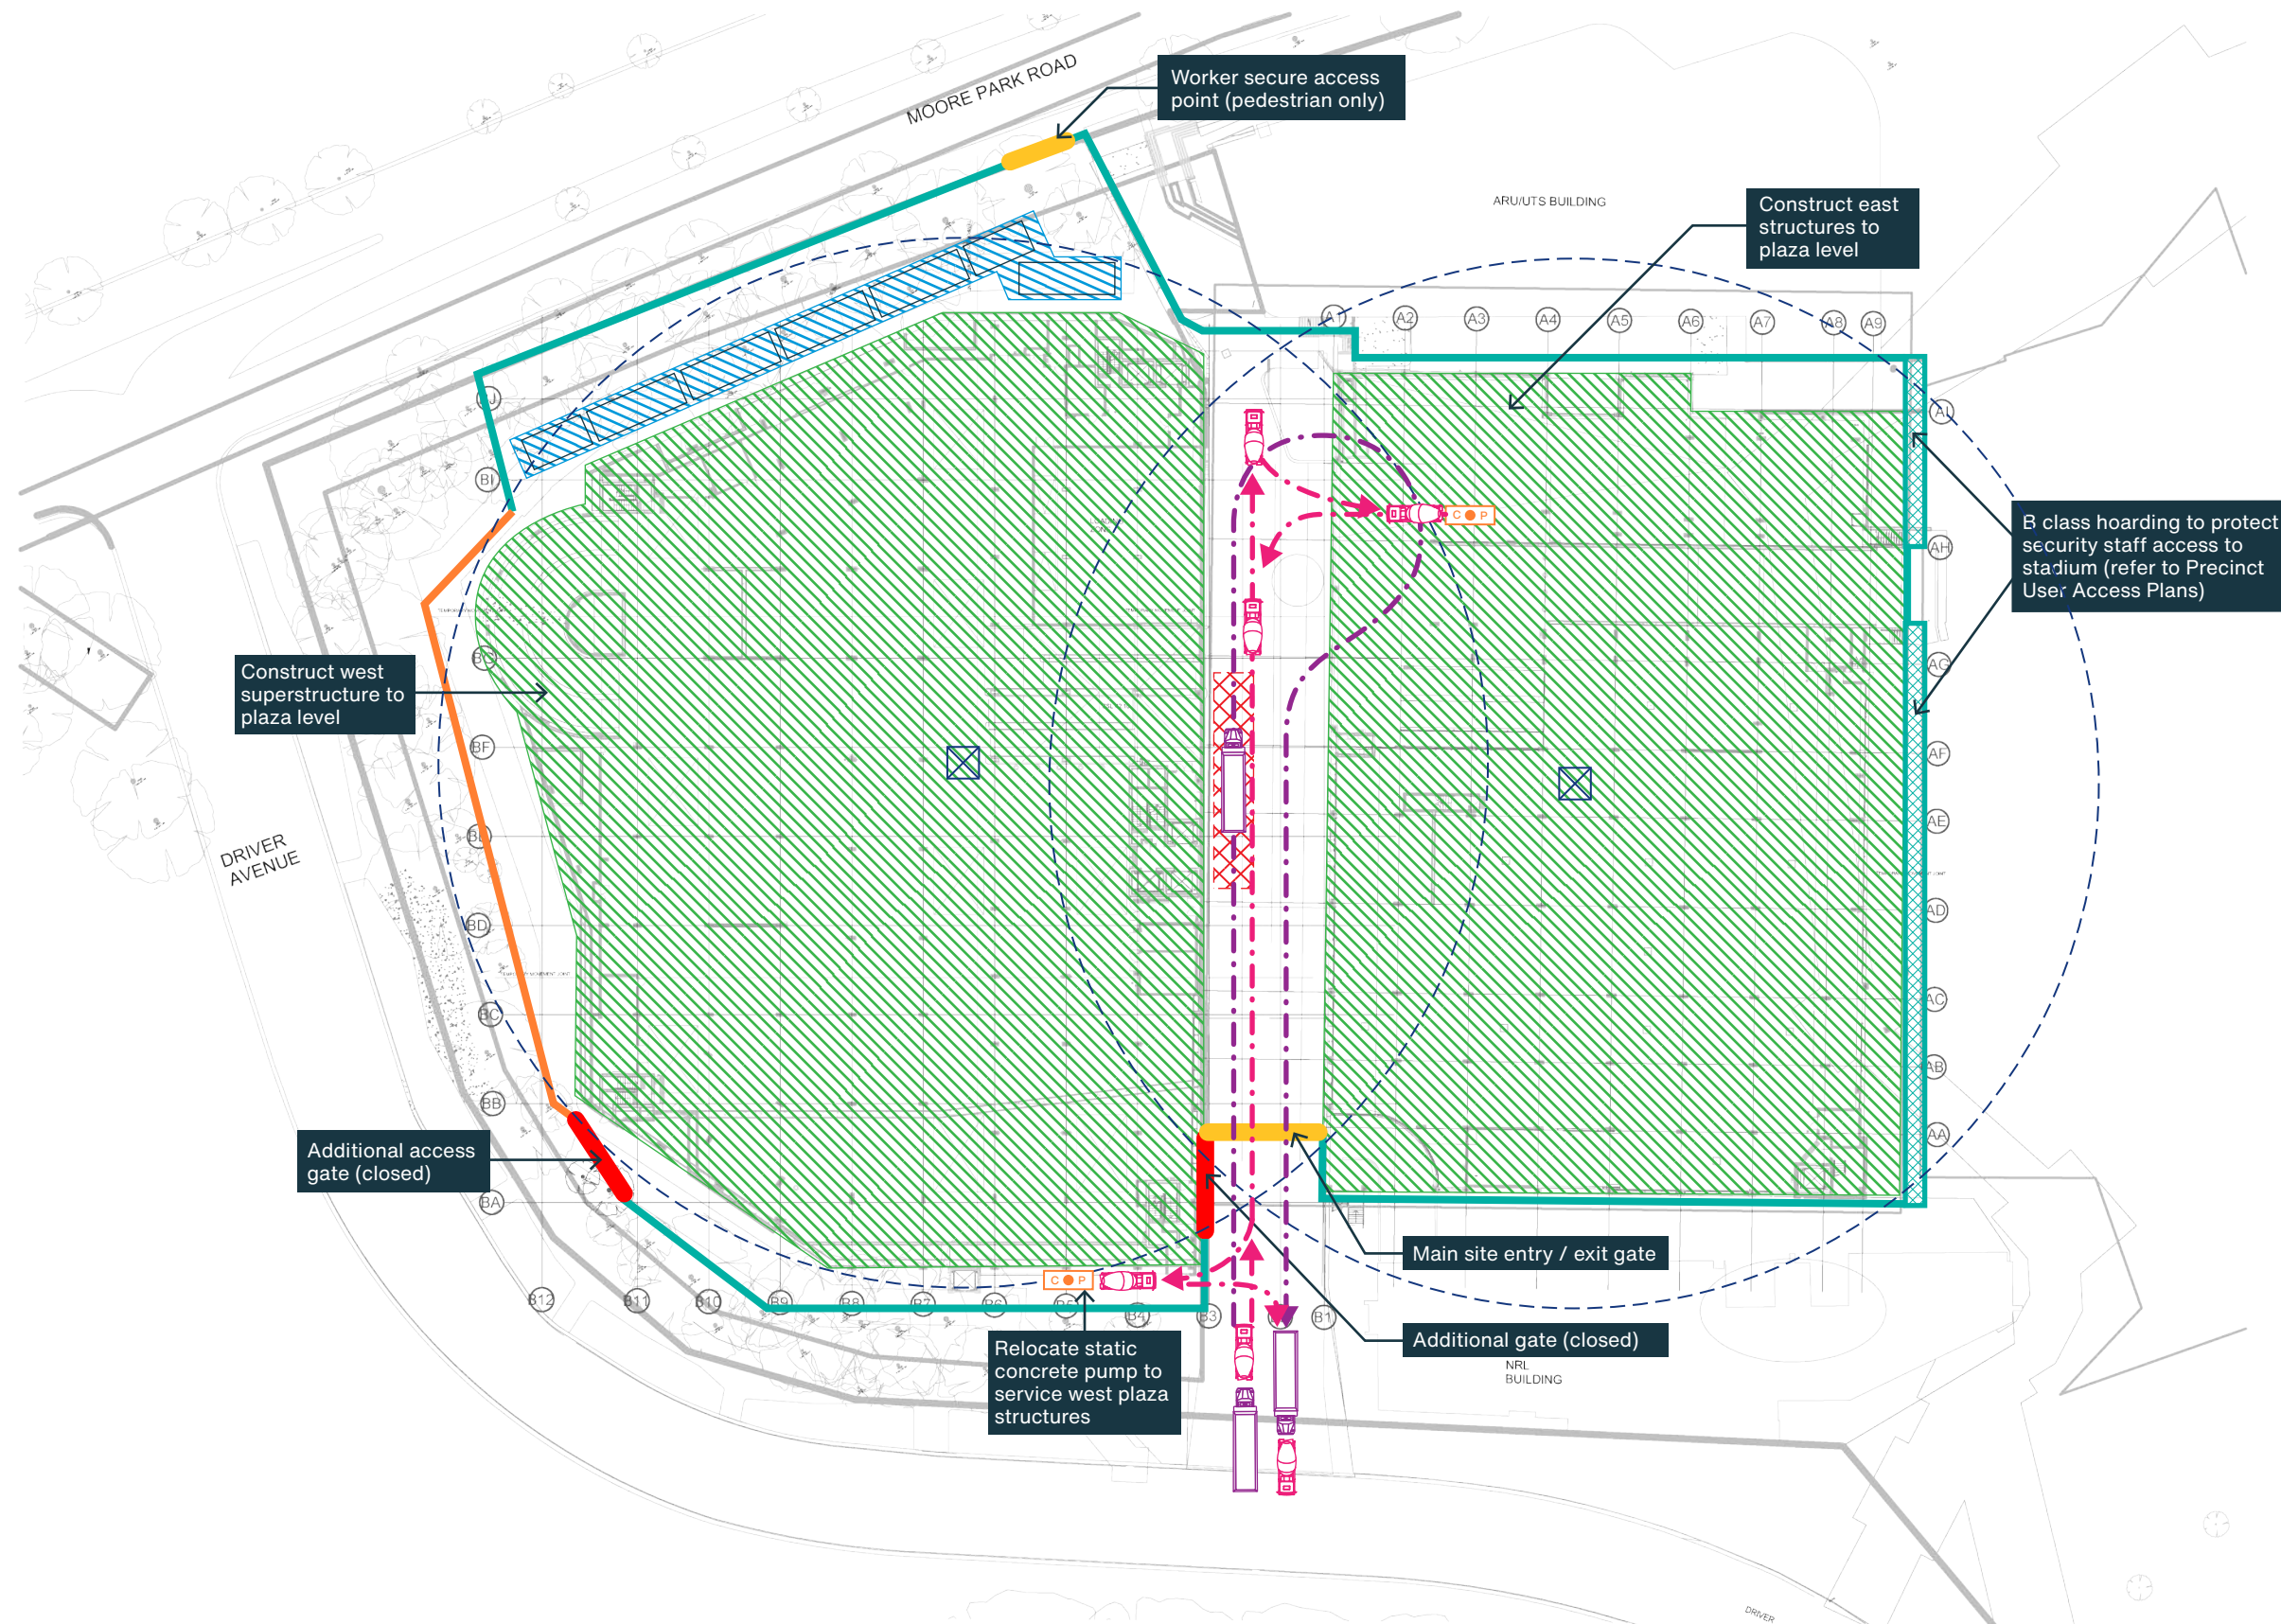 MOORE PARK ROAD
Worker secure access
point (pedestrian only)
ARU/UTS BUILDING
Construct east
structures to
plaza level
A1
A2
A3
A4
A5
A6
A7
A8
A9
BJ
AI
BI
C P
B class hoarding to protect
security staff access to
stadium (refer to Precinct
User Access Plans)
LOADING
ZONE
AH
BG
AG
Construct west
superstructure to
plaza level
BF
AF
AE
DRIVER
AVENUE
BD
AD
BC
AC
AB
BB
AA
Additional access
gate (closed)
BA
Main site entry / exit gate
C P
B12
B11
B10
B9
B8
B7
B6
B5
B4
B3
B1
Additional gate (closed)
Relocate static
concrete pump to
service west plaza
structures
NRL
BUILDING
DRIVER